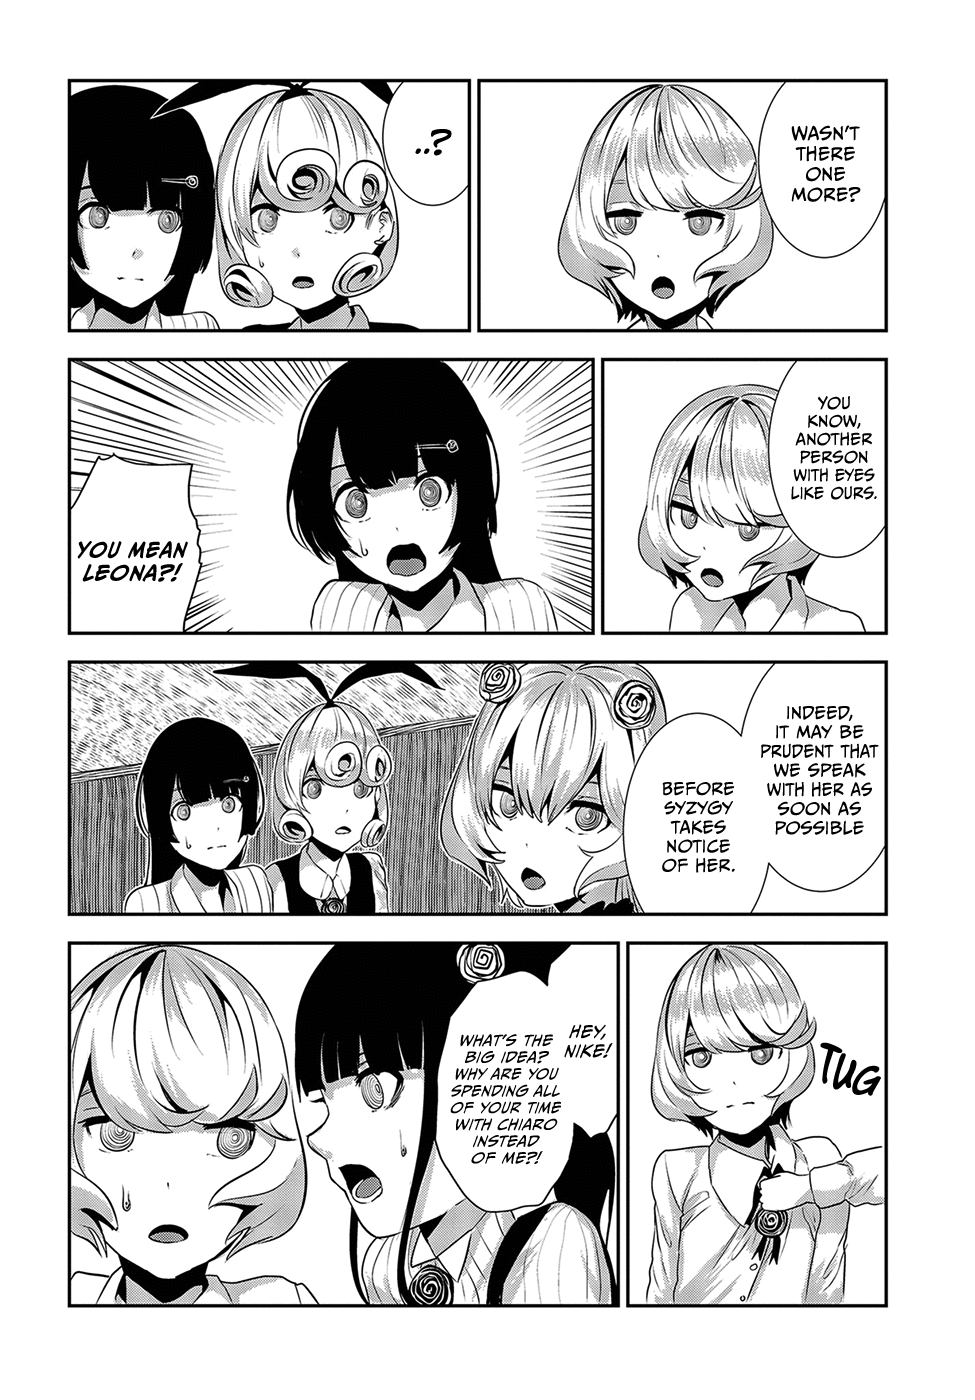 WASN'T
THERE
ONE
MORE?
..?
YOU
KNOW,
ANOTHER
PERSON
WITH EYES
LIKE OURS.
YOU MEAN
LEONA?!
INDEED,
IT MAY BE
PRUDENT THAT
WE SPEAK
WITH HER AS
SOON AS
POSSIBLE
BEFORE
SYZYGY
TAKES
NOTICE
OF HER.
TUG
HEY,
NIKE!
WHAT'S THE
BIG IDEA?
WHY ARE YOU
SPENDING ALL
OF YOUR TIME
WITH CHIARO
INSTEAD
OF ME?!